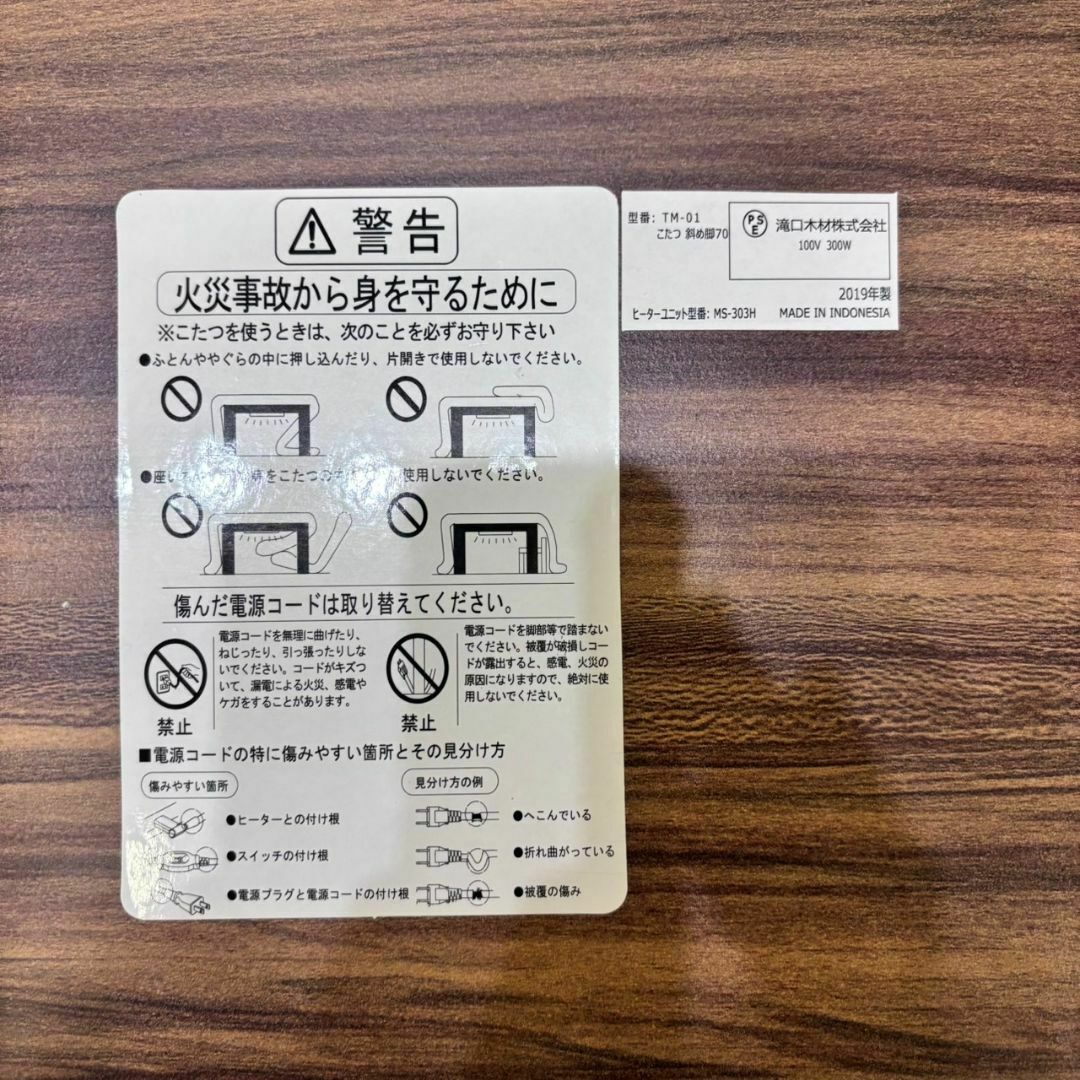 警告
火災事故から身を守るために
※こたつを使うときは、次のことを必ずお守り下さい
●ふとんややぐらの中に押し込んだり、片開きで使用しないでください。
●座い をこたつの 使用しないでください。
傷んだ電源コードは取り替えてください。
電源コードを無理に曲げたり、
ねじったり、引っ張ったりしな
いでください。コードがキズつ
いて、漏電による火災、感電や
ケガをすることがあります。
禁止
電源コードを脚部等で踏まない
でください。被覆が破損しコー
ドが露出すると、感電、火災の
原因になりますので、絶対に使
用しないでください。
禁止
■電源コードの特に傷みやすい箇所とその見分け方
傷みやすい箇所
●ヒーターとの付け根
●スイッチの付け根
●電源プラグと電源コードの付け根
見分け方の例
●へこんでいる
●折れ曲がっている
●被覆の傷み
型番: TM-01
こたつ 斜め脚70
PSE 滝口木材株式会社
100V 300W
2019年製
ヒーターユニット型番: MS-303H MADE IN INDONESIA